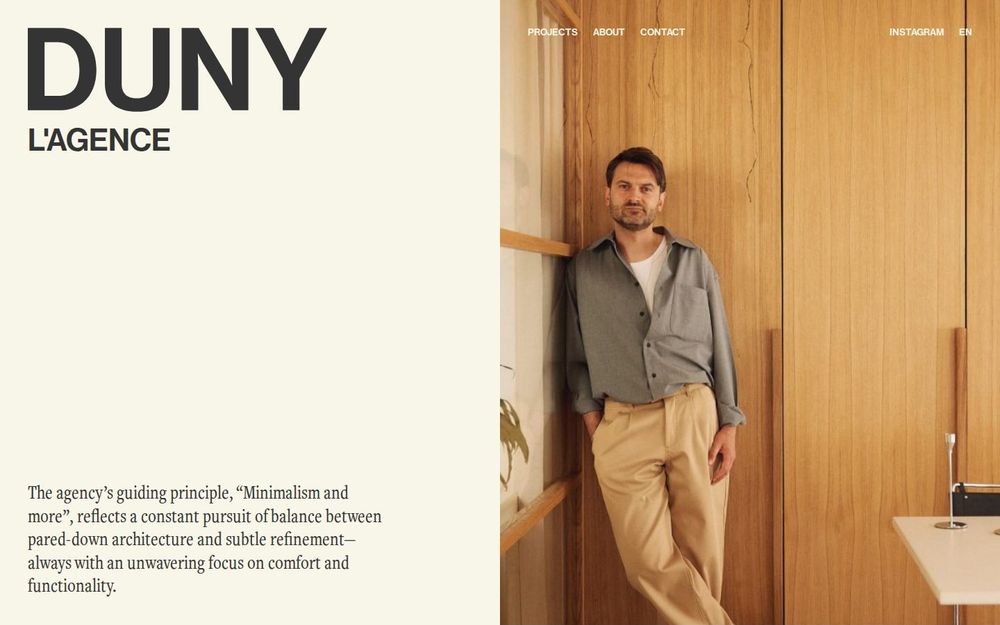 DUNY
L'AGENCE
PROJECTS ABOUT CONTACT
INSTAGRAM EN
The agency’s guiding principle, “Minimalism and
more”, reflects a constant pursuit of balance between
pared-down architecture and subtle refinement—
always with an unwavering focus on comfort and
functionality.